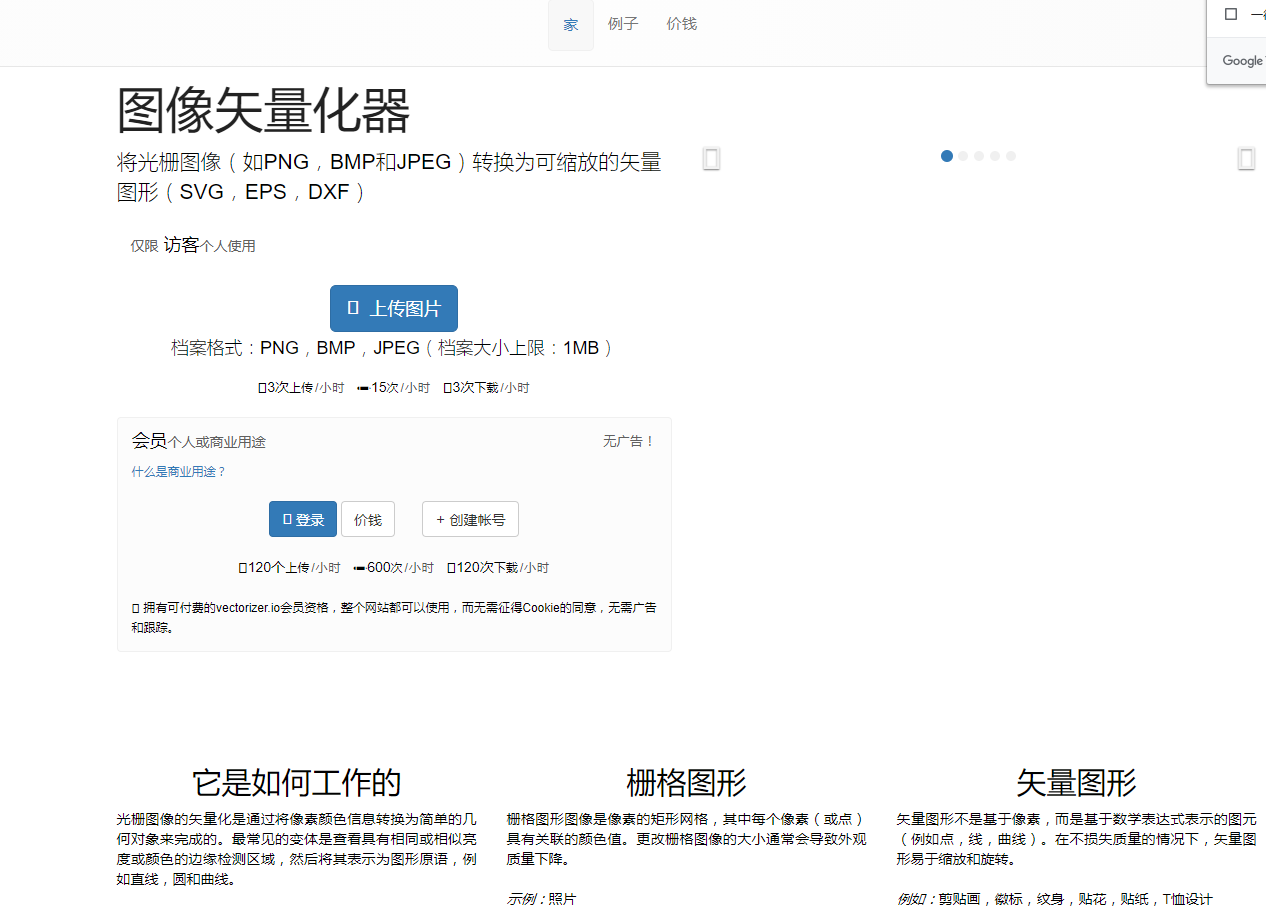 家 例子 价钱
一
Google
图像矢量化器
将光栅图像（如PNG，BMP和JPEG）转换为可缩放的矢量
图形（SVG，EPS，DXF）
仅限 访客个人使用
上传图片
档案格式：PNG，BMP，JPEG（档案大小上限：1MB）
3次上传/小时 15次/小时 3次下载/小时
会员个人或商业用途 无广告！
什么是商业用途？
登录 价钱 + 创建帐号
120个上传/小时 600次/小时 120次下载/小时
拥有可付费的vectorizer.io会员资格，整个网站都可以使用，而无需征得Cookie的同意，无需广告
和跟踪。
它是如何工作的
光栅图像的矢量化是通过将像素颜色信息转换为简单的几
何对象来完成的。最常见的变体是查看具有相同或相似亮
度或颜色的边缘检测区域，然后将其表示为图形原语，例
如直线，圆和曲线。
栅格图形
栅格图形图像是像素的矩形网格，其中每个像素（或点）
具有关联的颜色值。更改栅格图像的大小通常会导致外观
质量下降。
示例：照片
矢量图形
矢量图形不是基于像素，而是基于数学表达式表示的图元
（例如点，线，曲线）。在不损失质量的情况下，矢量图
形易于缩放和旋转。
例如：剪贴画，徽标，纹身，贴花，贴纸，T恤设计